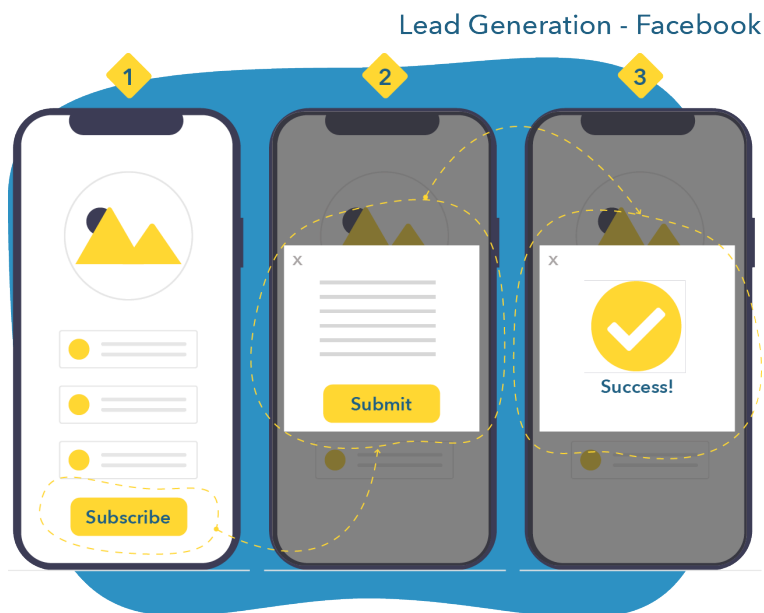 Lead Generation - Facebook
1
2
3
x
x
Submit
Success!
Subscribe